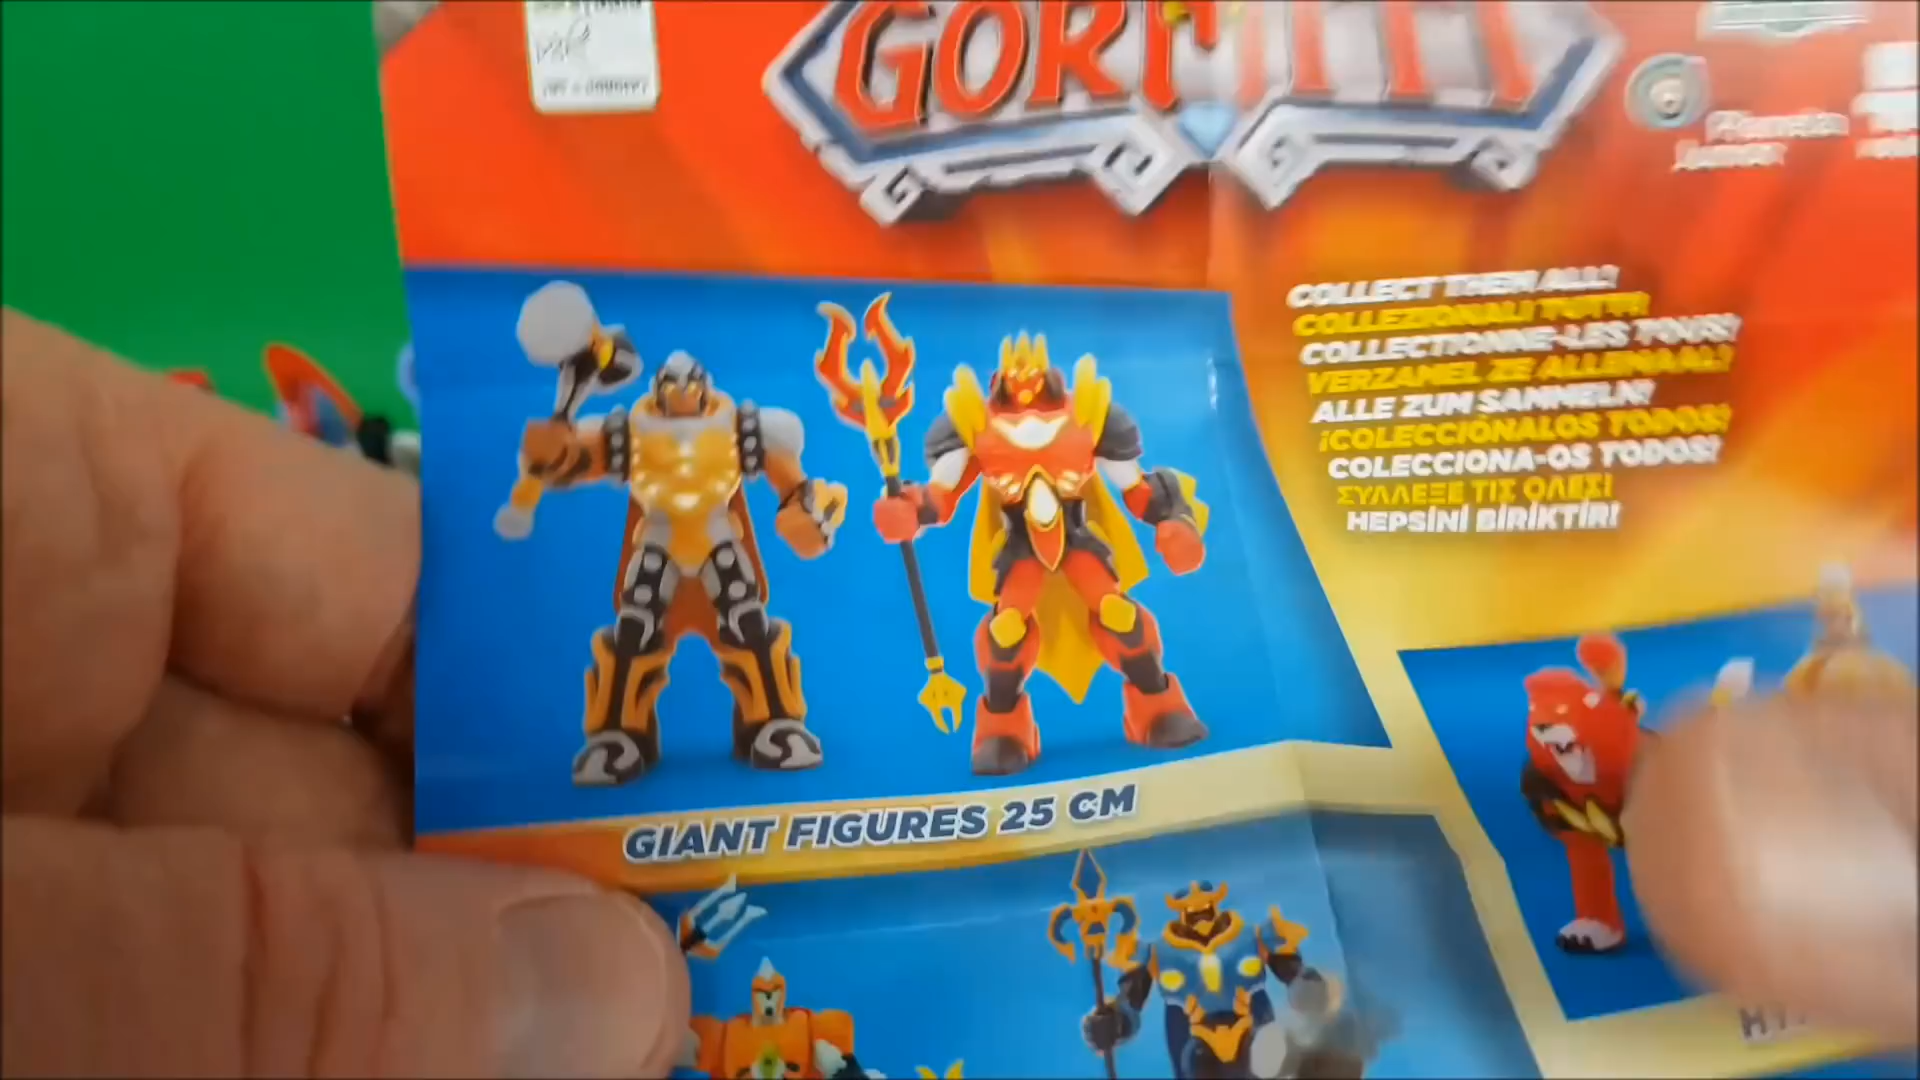 GORMITI
COLLECT THEM ALL!
COLLEZIONALI TUTTI!
COLLECTIONNE-LES TOUS!
VERZAMEL ZE ALLEMAAL!
ALLE ZUM SAMMELN!
¡COLECCIÓNALOS TODOS!
COLECCIONA-OS TODOS!
ΣΥΛΛΕΞΕ ΤΙΣ ΟΛΕΣ!
HEPSİNİ BİRİKTİR!
GIANT FIGURES 25 CM